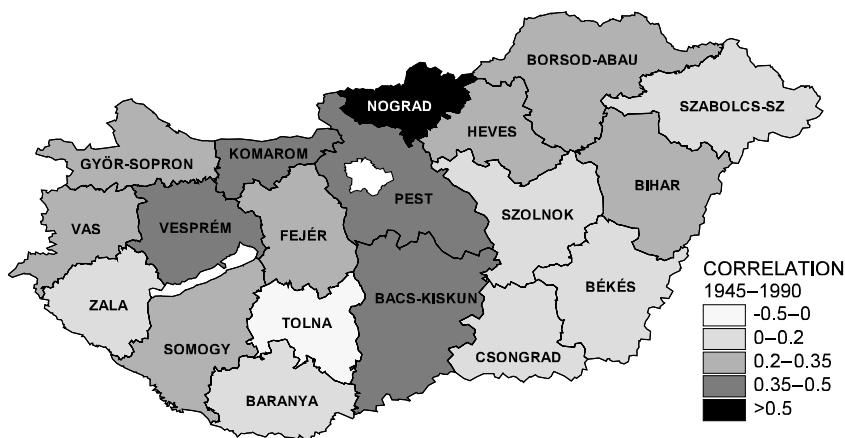 BORSOD-ABAU
NOGRAD
SZABOLCS-SZ
HEVES
GYÖR-SOPRON
KOMAROM
BIHAR
PEST
SZOLNOK
VAS
VESPRÉM
FEJÉR
ZALA
BACS-KISKUN
BÉKÉS
TOLNA
SOMOGY
CSONGRAD
BARANYA
CORRELATION
1945–1990
-0.5–0
0–0.2
0.2–0.35
0.35–0.5
>0.5